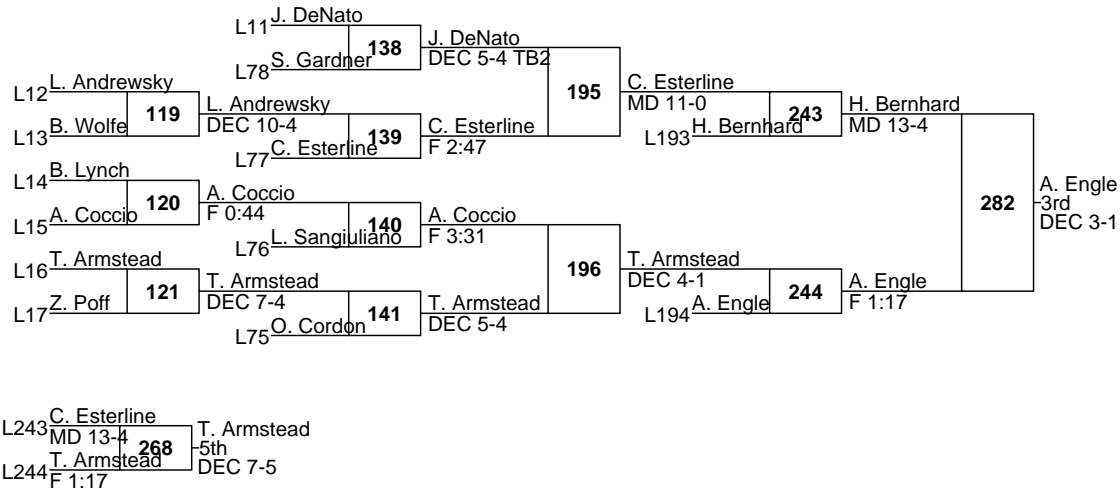 L11 J. DeNato
138
J. DeNato
DEC 5-4 TB2
L78 S. Gardner
195
C. Esterline
MD 11-0
L12 L. Andrewsky
119
L. Andrewsky
DEC 10-4
L13 B. Wolfe
139
C. Esterline
F 2:47
L77 C. Esterline
243
H. Bernhard
MD 13-4
L193 H. Bernhard
L14 B. Lynch
120
A. Coccio
F 0:44
L15 A. Coccio
140
A. Coccio
F 3:31
L76 L. Sangiuliano
282
A. Engle
3rd
DEC 3-1
L16 T. Armstead
121
T. Armstead
DEC 7-4
L17 Z. Poff
196
T. Armstead
DEC 4-1
141
T. Armstead
DEC 5-4
L75 O. Cordon
244
A. Engle
F 1:17
L194 A. Engle
L243 C. Esterline
MD 13-4
268
T. Armstead
5th
DEC 7-5
L244 T. Armstead
F 1:17